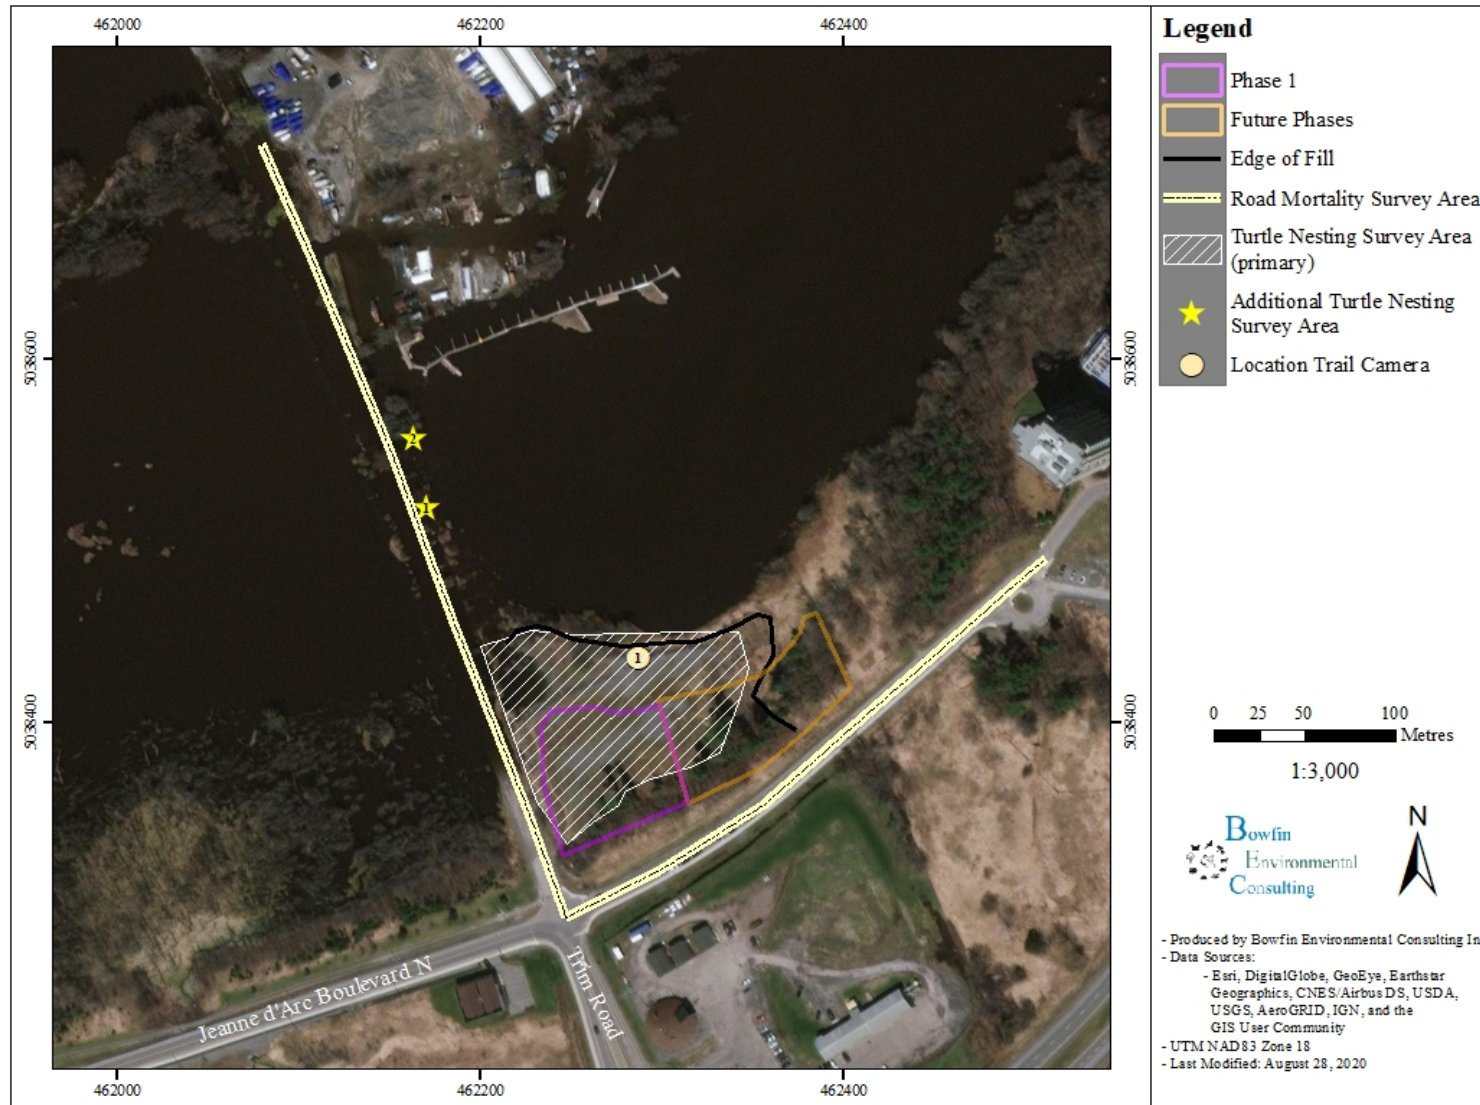 462000
462200
462400
5038600
5038400
5038600
5038400
2
1
1
Jeanne d'Arc Boulevard N
Trim Road
462000
462200
462400
Legend
Phase 1
Future Phases
Edge of Fill
Road Mortality Survey Area
Turtle Nesting Survey Area
(primary)
Additional Turtle Nesting
Survey Area
Location Trail Camera
0 25 50 100
Metres
1:3,000
Bowfin
Environmental
Consulting
N
- Produced by Bowfin Environmental Consulting In
- Data Sources:
- Esri, DigitalGlobe, GeoEye, Earthstar
Geographics, CNES/Airbus DS, USDA,
USGS, AeroGRID, IGN, and the
GIS User Community
- UTM NAD83 Zone 18
- Last Modified: August 28, 2020